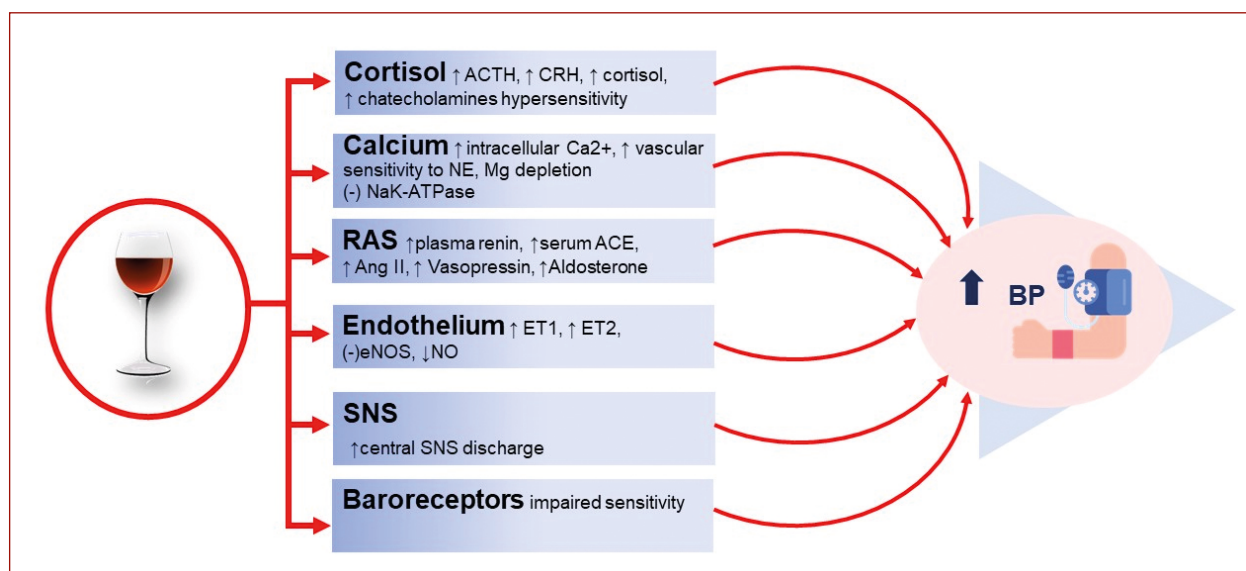 Cortisol ↑ ACTH, ↑ CRH, ↑ cortisol,
↑ chatecholamines hypersensitivity
Calcium ↑ intracellular Ca2+, ↑ vascular
sensitivity to NE, Mg depletion
(-) NaK-ATPase
RAS ↑plasma renin, ↑serum ACE,
↑ Ang II, ↑ Vasopressin, ↑Aldosterone
Endothelium ↑ ET1, ↑ ET2,
(-)eNOS, ↓NO
SNS
↑central SNS discharge
Baroreceptors impaired sensitivity
⬆ BP